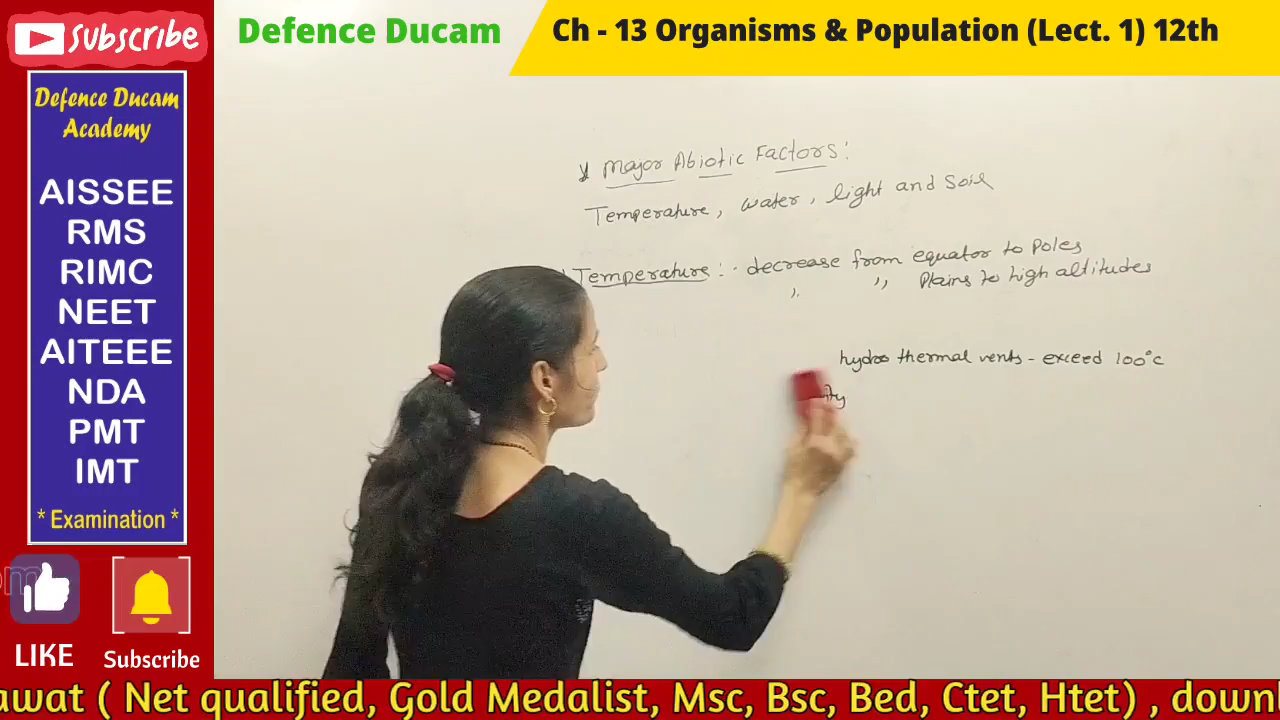 SUBSCRIBE
Defence Ducam
Ch - 13 Organisms & Population (Lect. 1) 12th
Defence Ducam
Academy
AISSEE
RMS
RIMC
NEET
AITEEE
NDA
PMT
IMT
* Examination *
LIKE
Subscribe
Major Abiotic Factors:
Temperature, water, light and Soil
Temperature: decrease from equator to Poles
,, ,, Plains to high altitudes
hydro thermal vents - exceed 100°c
awat ( Net qualified, Gold Medalist, Msc, Bsc, Bed, Ctet, Htet) , down